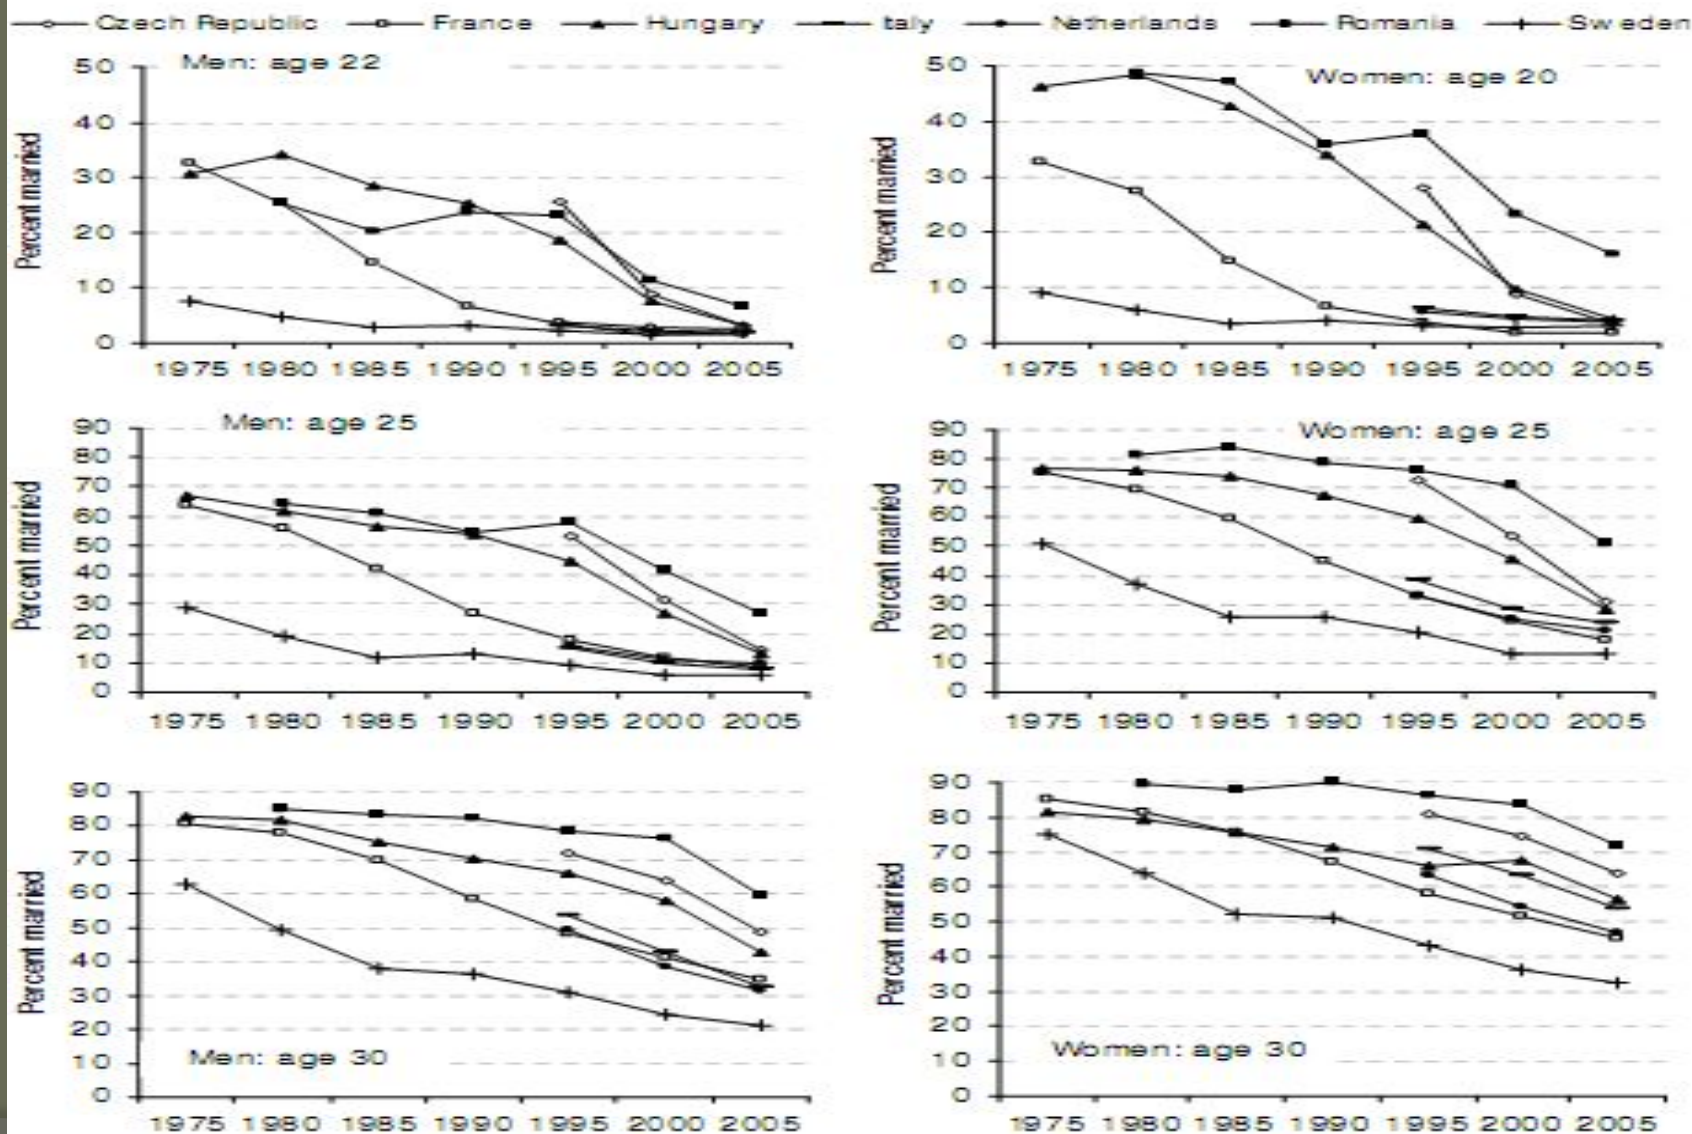 Czech Republic France Hungary Italy Netherlands Romania Sweden
Men: age 22
Percent married
50
40
30
20
10
0
1975 1980 1985 1990 1995 2000 2005
Women: age 20
Percent married
50
40
30
20
10
0
1975 1980 1985 1990 1995 2000 2005
Men: age 25
Percent married
90
80
70
60
50
40
30
20
10
0
1975 1980 1985 1990 1995 2000 2005
Women: age 25
Percent married
90
80
70
60
50
40
30
20
10
0
1975 1980 1985 1990 1995 2000 2005
Men: age 30
Percent married
90
80
70
60
50
40
30
20
10
0
1975 1980 1985 1990 1995 2000 2005
Women: age 30
Percent married
90
80
70
60
50
40
30
20
10
0
1975 1980 1985 1990 1995 2000 2005